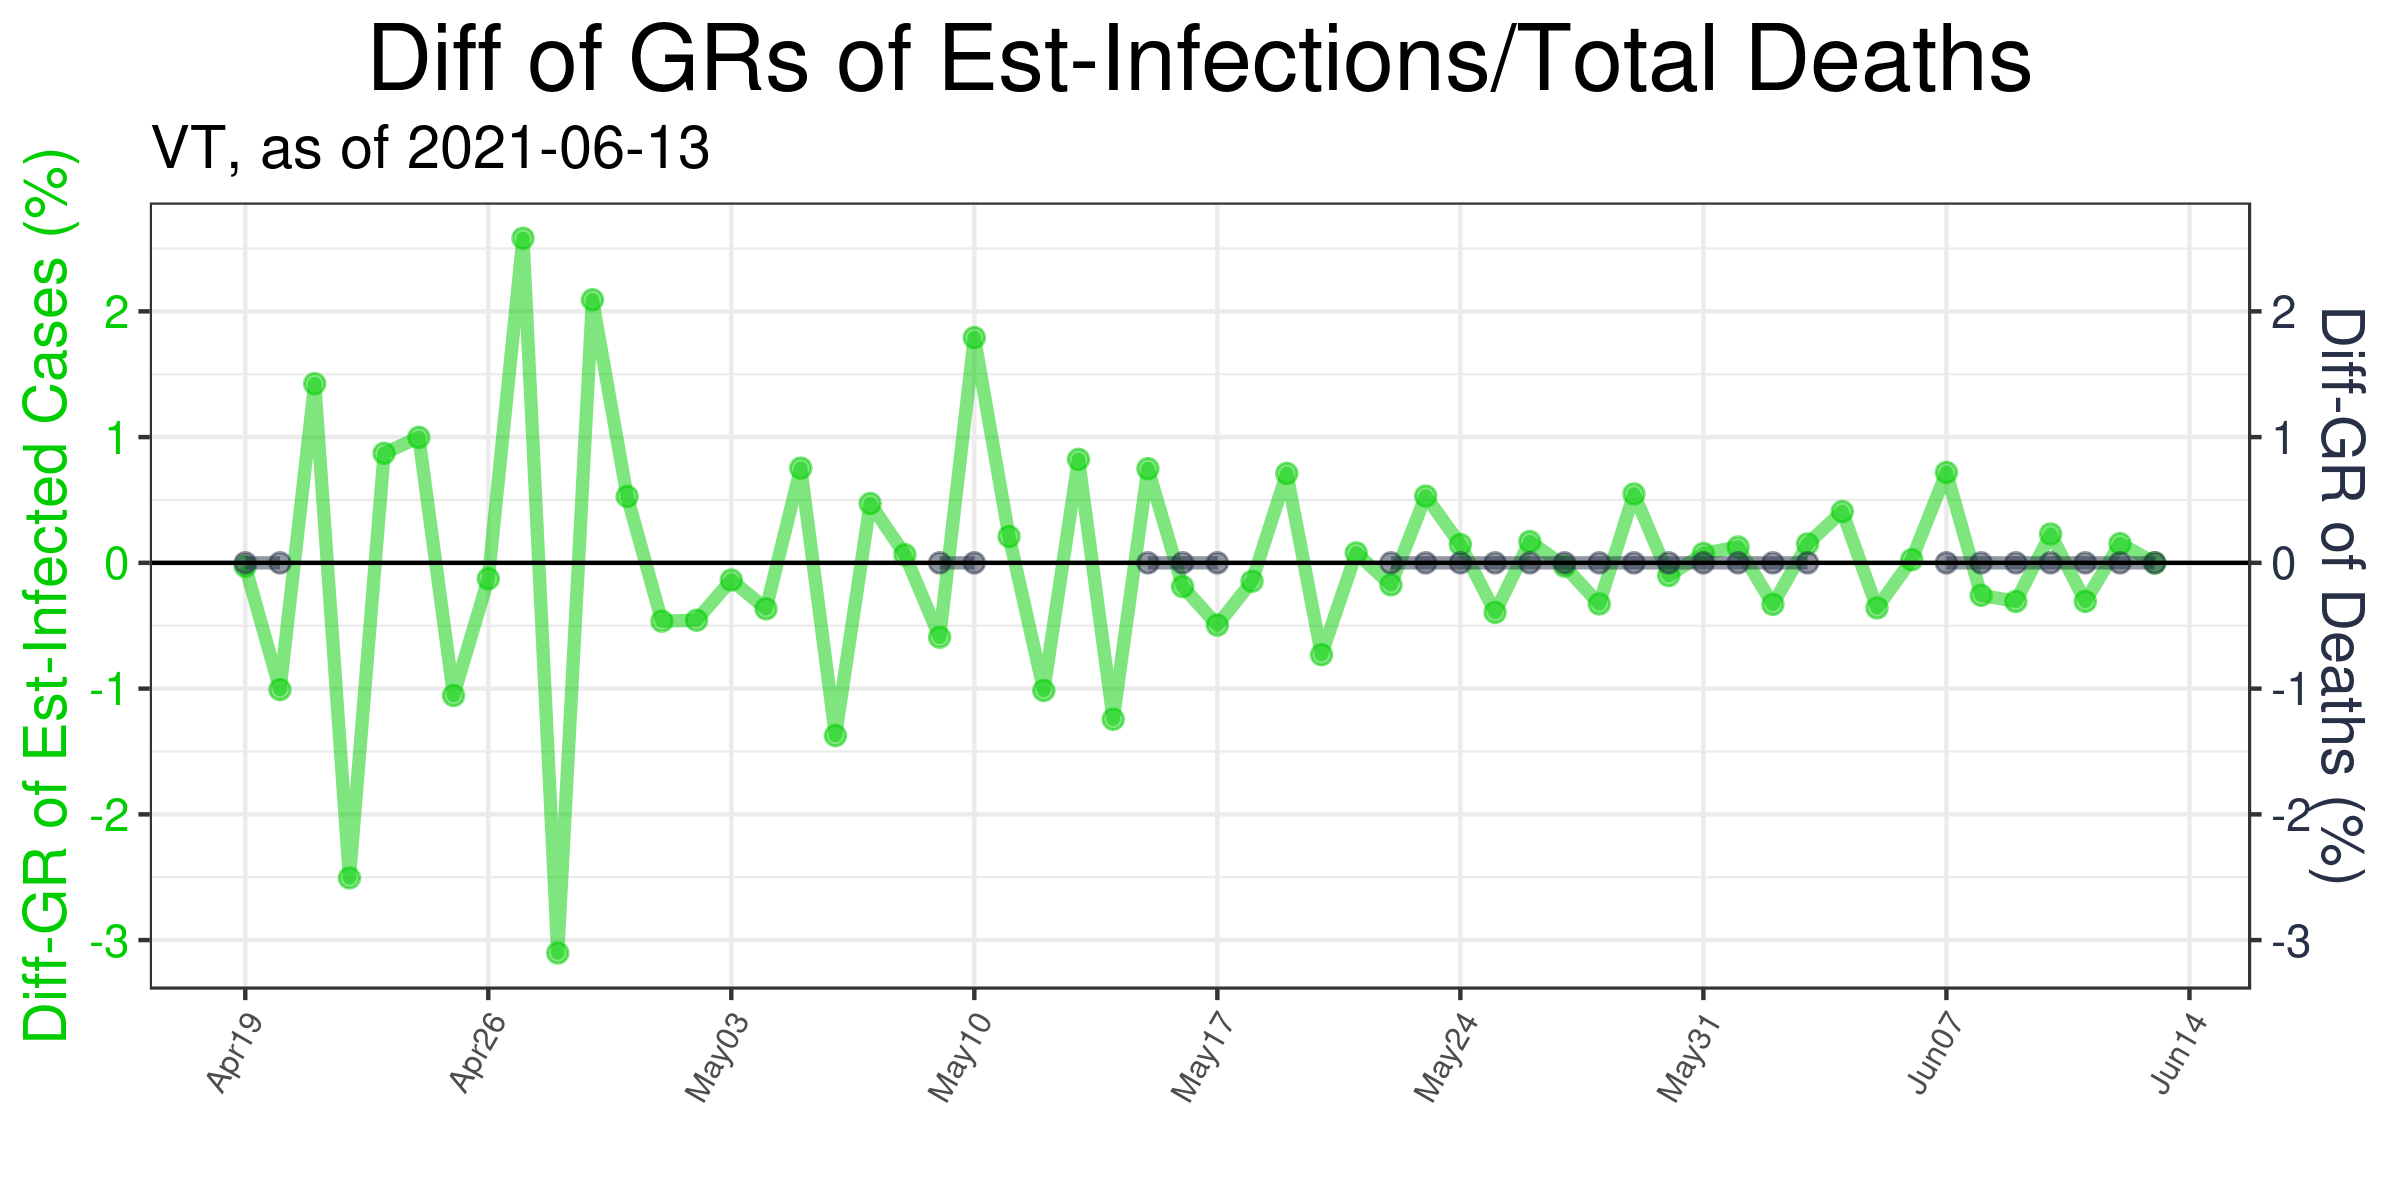 Diff of GRs of Est-Infections/Total Deaths
VT, as of 2021-06-13
Diff-GR of Est-Infected Cases (%)
2
1
0
-1
-2
-3
2
1
0
-1
-2
-3
Diff-GR of Deaths (%)
Apr19
Apr26
May03
May10
May17
May24
May31
Jun07
Jun14